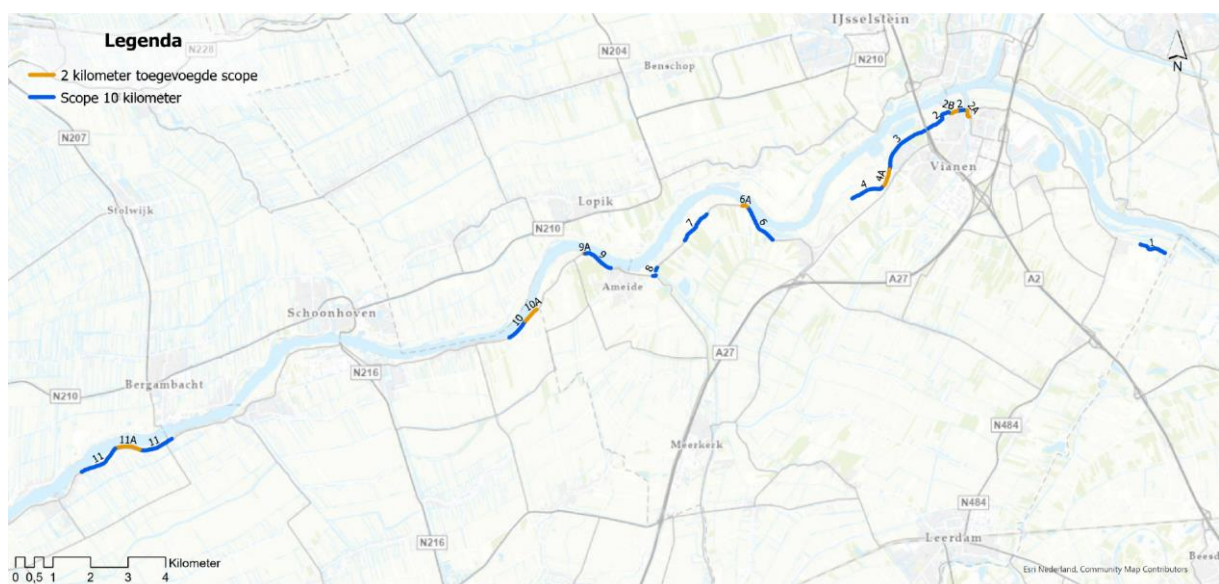 Legenda
2 kilometer toegevoegde scope
Scope 10 kilometer
N228
N204
IJsselstein
Benschop
N210
N
N207
2B
2
2A
2
3
Vianen
4A
4
Stolwijk
Lopik
6A
6
7
N210
9A
9
8
1
Ameide
A27
A2
10A
10
Schoonhoven
N216
A27
Bergambacht
N210
11A
11
11
Meerkerk
N484
N484
N216
Leerdam
Beesd
Kilometer
0 0,5 1 2 3 4
Esri Nederland, Community Map Contributors